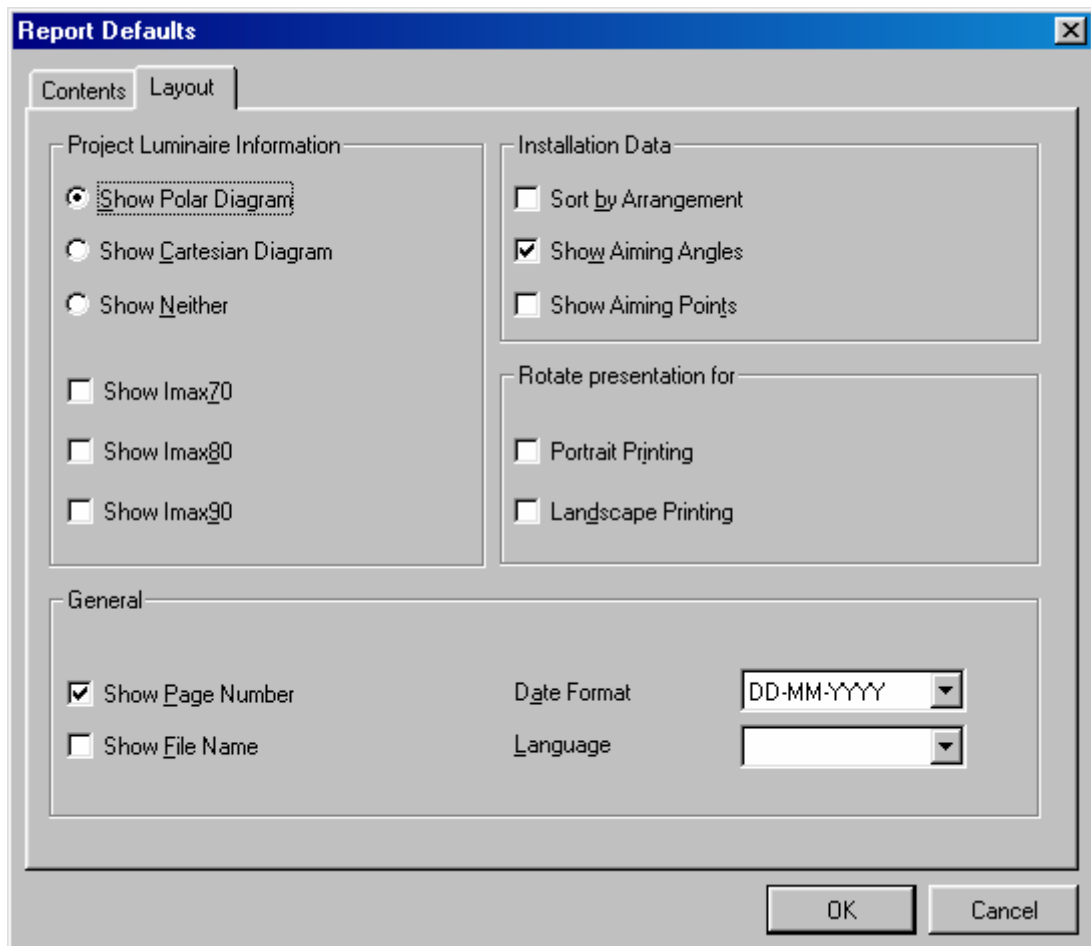 Report Defaults
Contents
Layout
Project Luminaire Information
Show Polar Diagram
Show Cartesian Diagram
Show Neither
Show Imax70
Show Imax80
Show Imax90
Installation Data
Sort by Arrangement
Show Aiming Angles
Show Aiming Points
Rotate presentation for
Portrait Printing
Landscape Printing
General
Show Page Number
Show File Name
Date Format
DD-MM-YYYY
Language
OK
Cancel